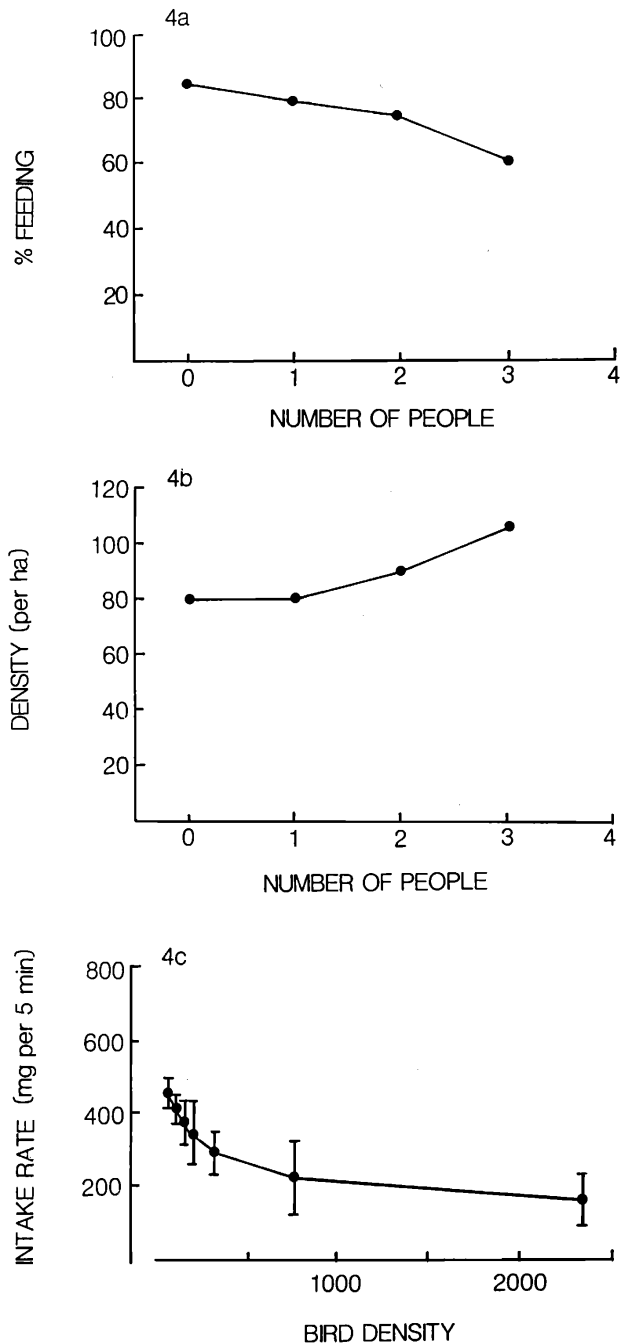 4a
100
80
60
40
20
% FEEDING
0 1 2 3 4
NUMBER OF PEOPLE
4b
120
100
80
60
40
20
DENSITY (per ha)
0 1 2 3 4
NUMBER OF PEOPLE
4c
800
600
400
200
INTAKE RATE (mg per 5 min)
1000 2000
BIRD DENSITY